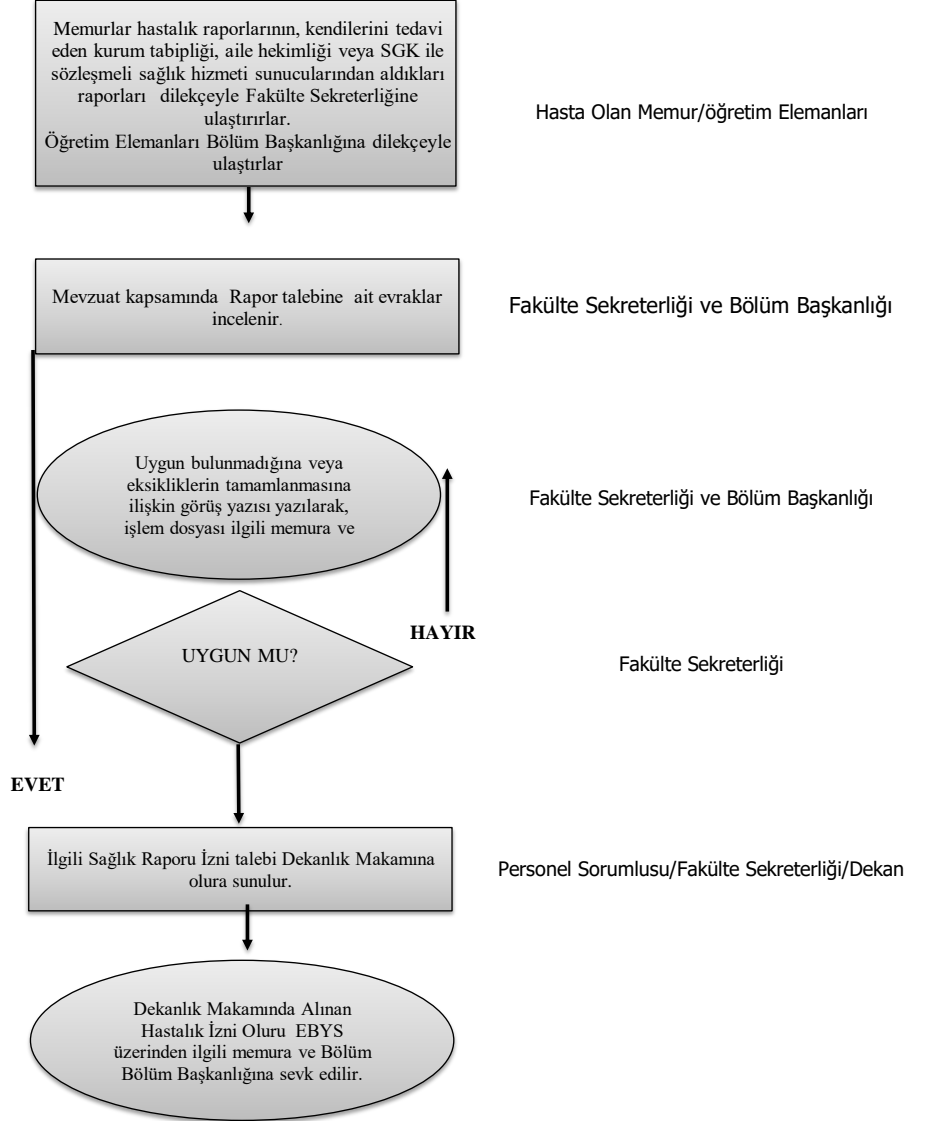 Memurlar hastalık raporlarının, kendilerini tedavi
eden kurum tabipliği, aile hekimliği veya SGK ile
sözleşmeli sağlık hizmeti sunucularından aldıkları
raporları dilekçeyle Fakülte Sekreterliğine
ulaştırırlar.
Öğretim Elemanları Bölüm Başkanlığına dilekçeyle
ulaştırlar
Hasta Olan Memur/öğretim Elemanları
Mevzuat kapsamında Rapor talebine ait evraklar
incelenir.
Fakülte Sekreterliği ve Bölüm Başkanlığı
Uygun bulunmadığına veya
eksikliklerin tamamlanmasına
ilişkin görüş yazısı yazılarak,
işlem dosyası ilgili memura ve
Fakülte Sekreterliği ve Bölüm Başkanlığı
HAYIR
UYGUN MU?
Fakülte Sekreterliği
EVET
İlgili Sağlık Raporu İzni talebi Dekanlık Makamına
olura sunulur.
Personel Sorumlusu/Fakülte Sekreterliği/Dekan
Dekanlık Makamında Alınan
Hastalık İzni Oluru EBYS
üzerinden ilgili memura ve Bölüm
Bölüm Başkanlığına sevk edilir.